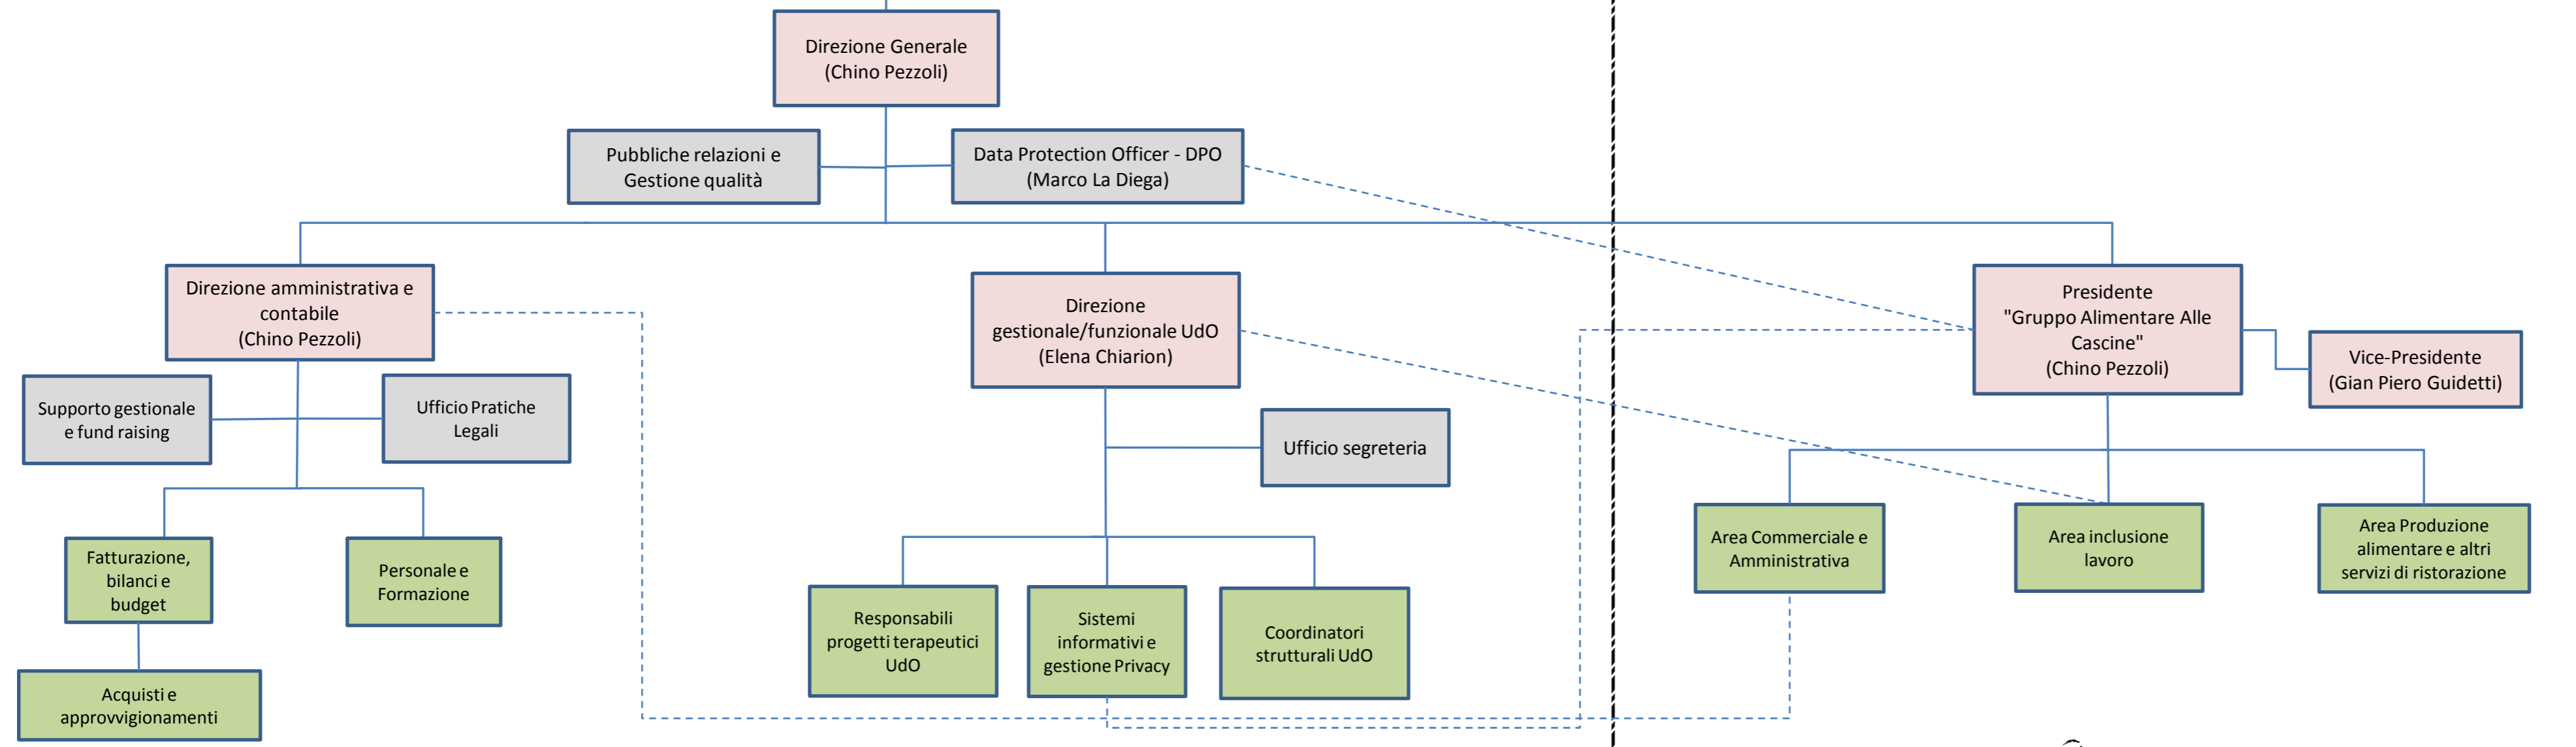 Direzione Generale
(Chino Pezzoli)
Pubbliche relazioni e
Gestione qualità
Data Protection Officer - DPO
(Marco La Diega)
Direzione amministrativa e
contabile
(Chino Pezzoli)
Direzione
gestionale/funzionale UdO
(Elena Chiarion)
Presidente
"Gruppo Alimentare Alle
Cascine"
(Chino Pezzoli)
Vice-Presidente
(Gian Piero Guidetti)
Supporto gestionale
e fund raising
Ufficio Pratiche
Legali
Ufficio segreteria
Fatturazione,
bilanci e
budget
Personale e
Formazione
Acquisti e
approvvigionamenti
Responsabili
progetti terapeutici
UdO
Sistemi
informativi e
gestione Privacy
Coordinatori
strutturali UdO
Area Commerciale e
Amministrativa
Area inclusione
lavoro
Area Produzione
alimentare e altri
servizi di ristorazione